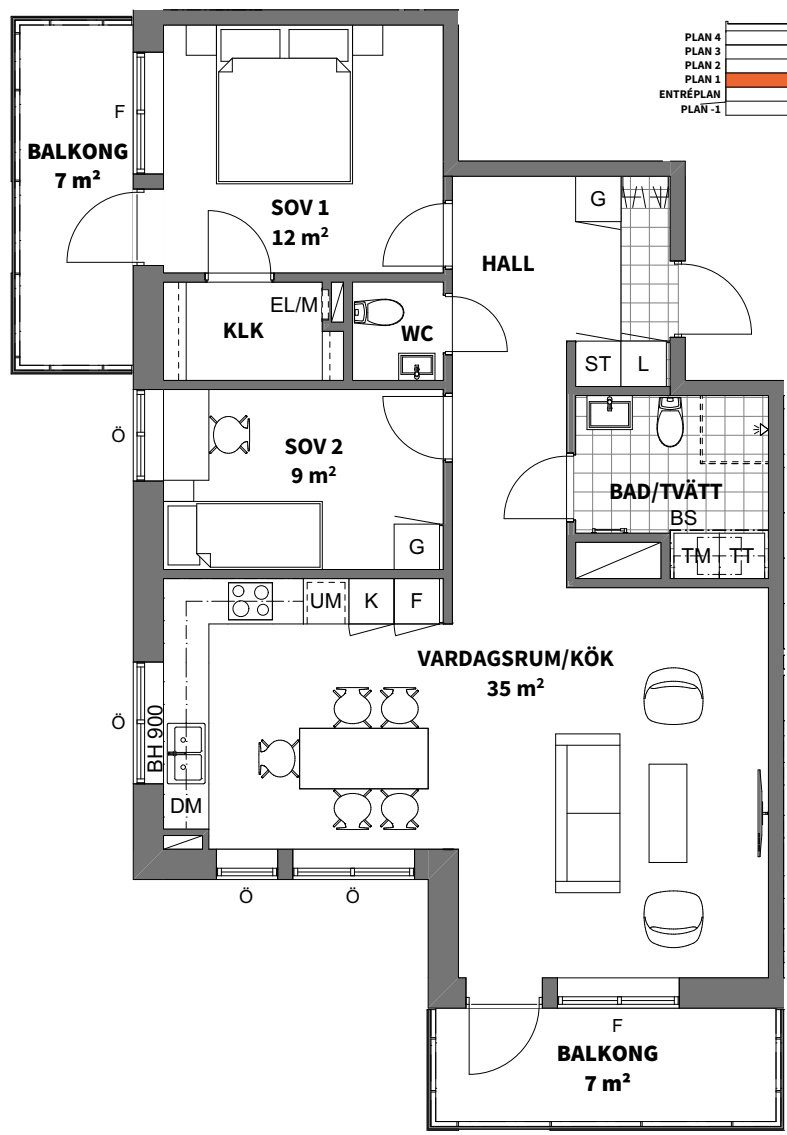 PLAN 4
PLAN 3
PLAN 2
PLAN 1
ENTRÉPLAN
PLAN -1
F
BALKONG
7 m²
SOV 1
12 m²
G
HALL
EL/M
KLK
WC
ST L
Ö
SOV 2
9 m²
BAD/TVÄTT
BS
G
TM TT
UM K F
VARDAGSRUM/KÖK
35 m²
Ö
BH 900
DM
Ö Ö
F
BALKONG
7 m²